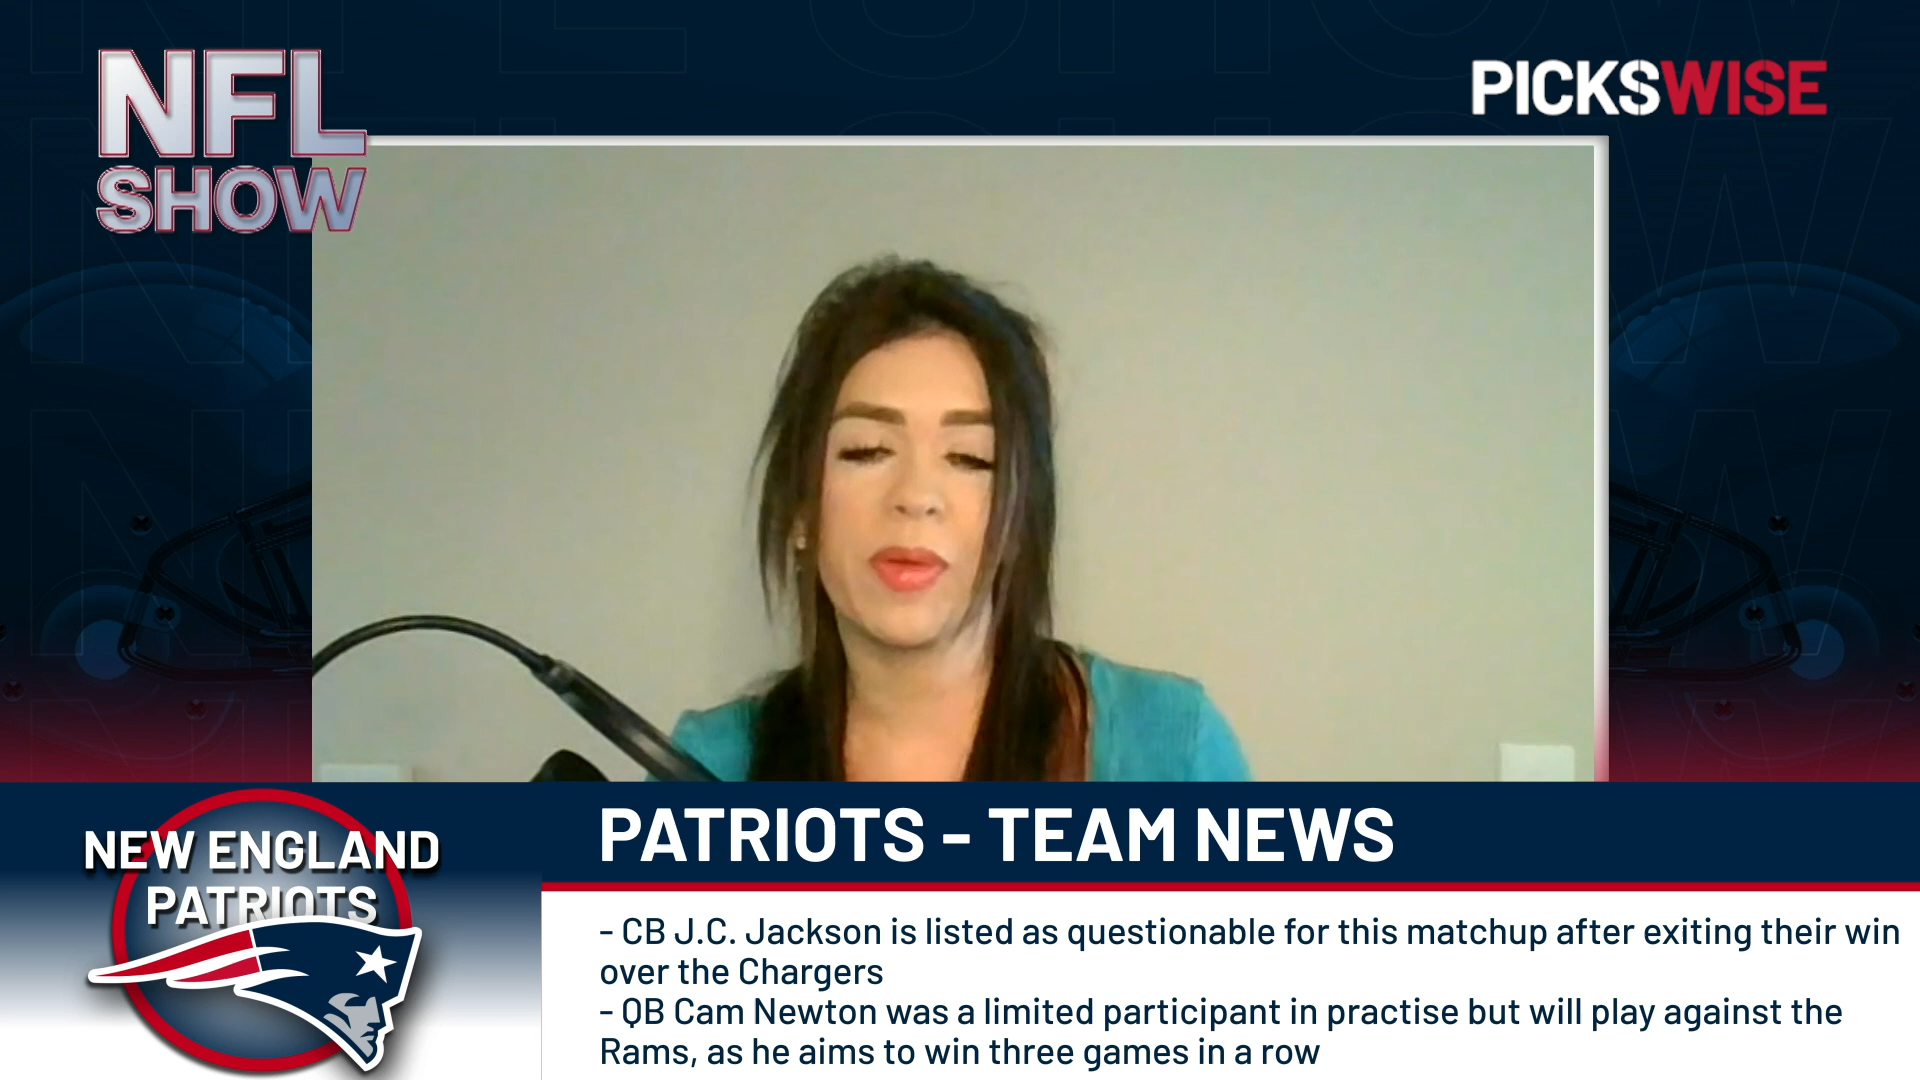 NFL
SHOW
PICKSWISE
NEW ENGLAND
PATRIOTS
PATRIOTS - TEAM NEWS
- CB J.C. Jackson is listed as questionable for this matchup after exiting their win
over the Chargers
- QB Cam Newton was a limited participant in practise but will play against the
Rams, as he aims to win three games in a row